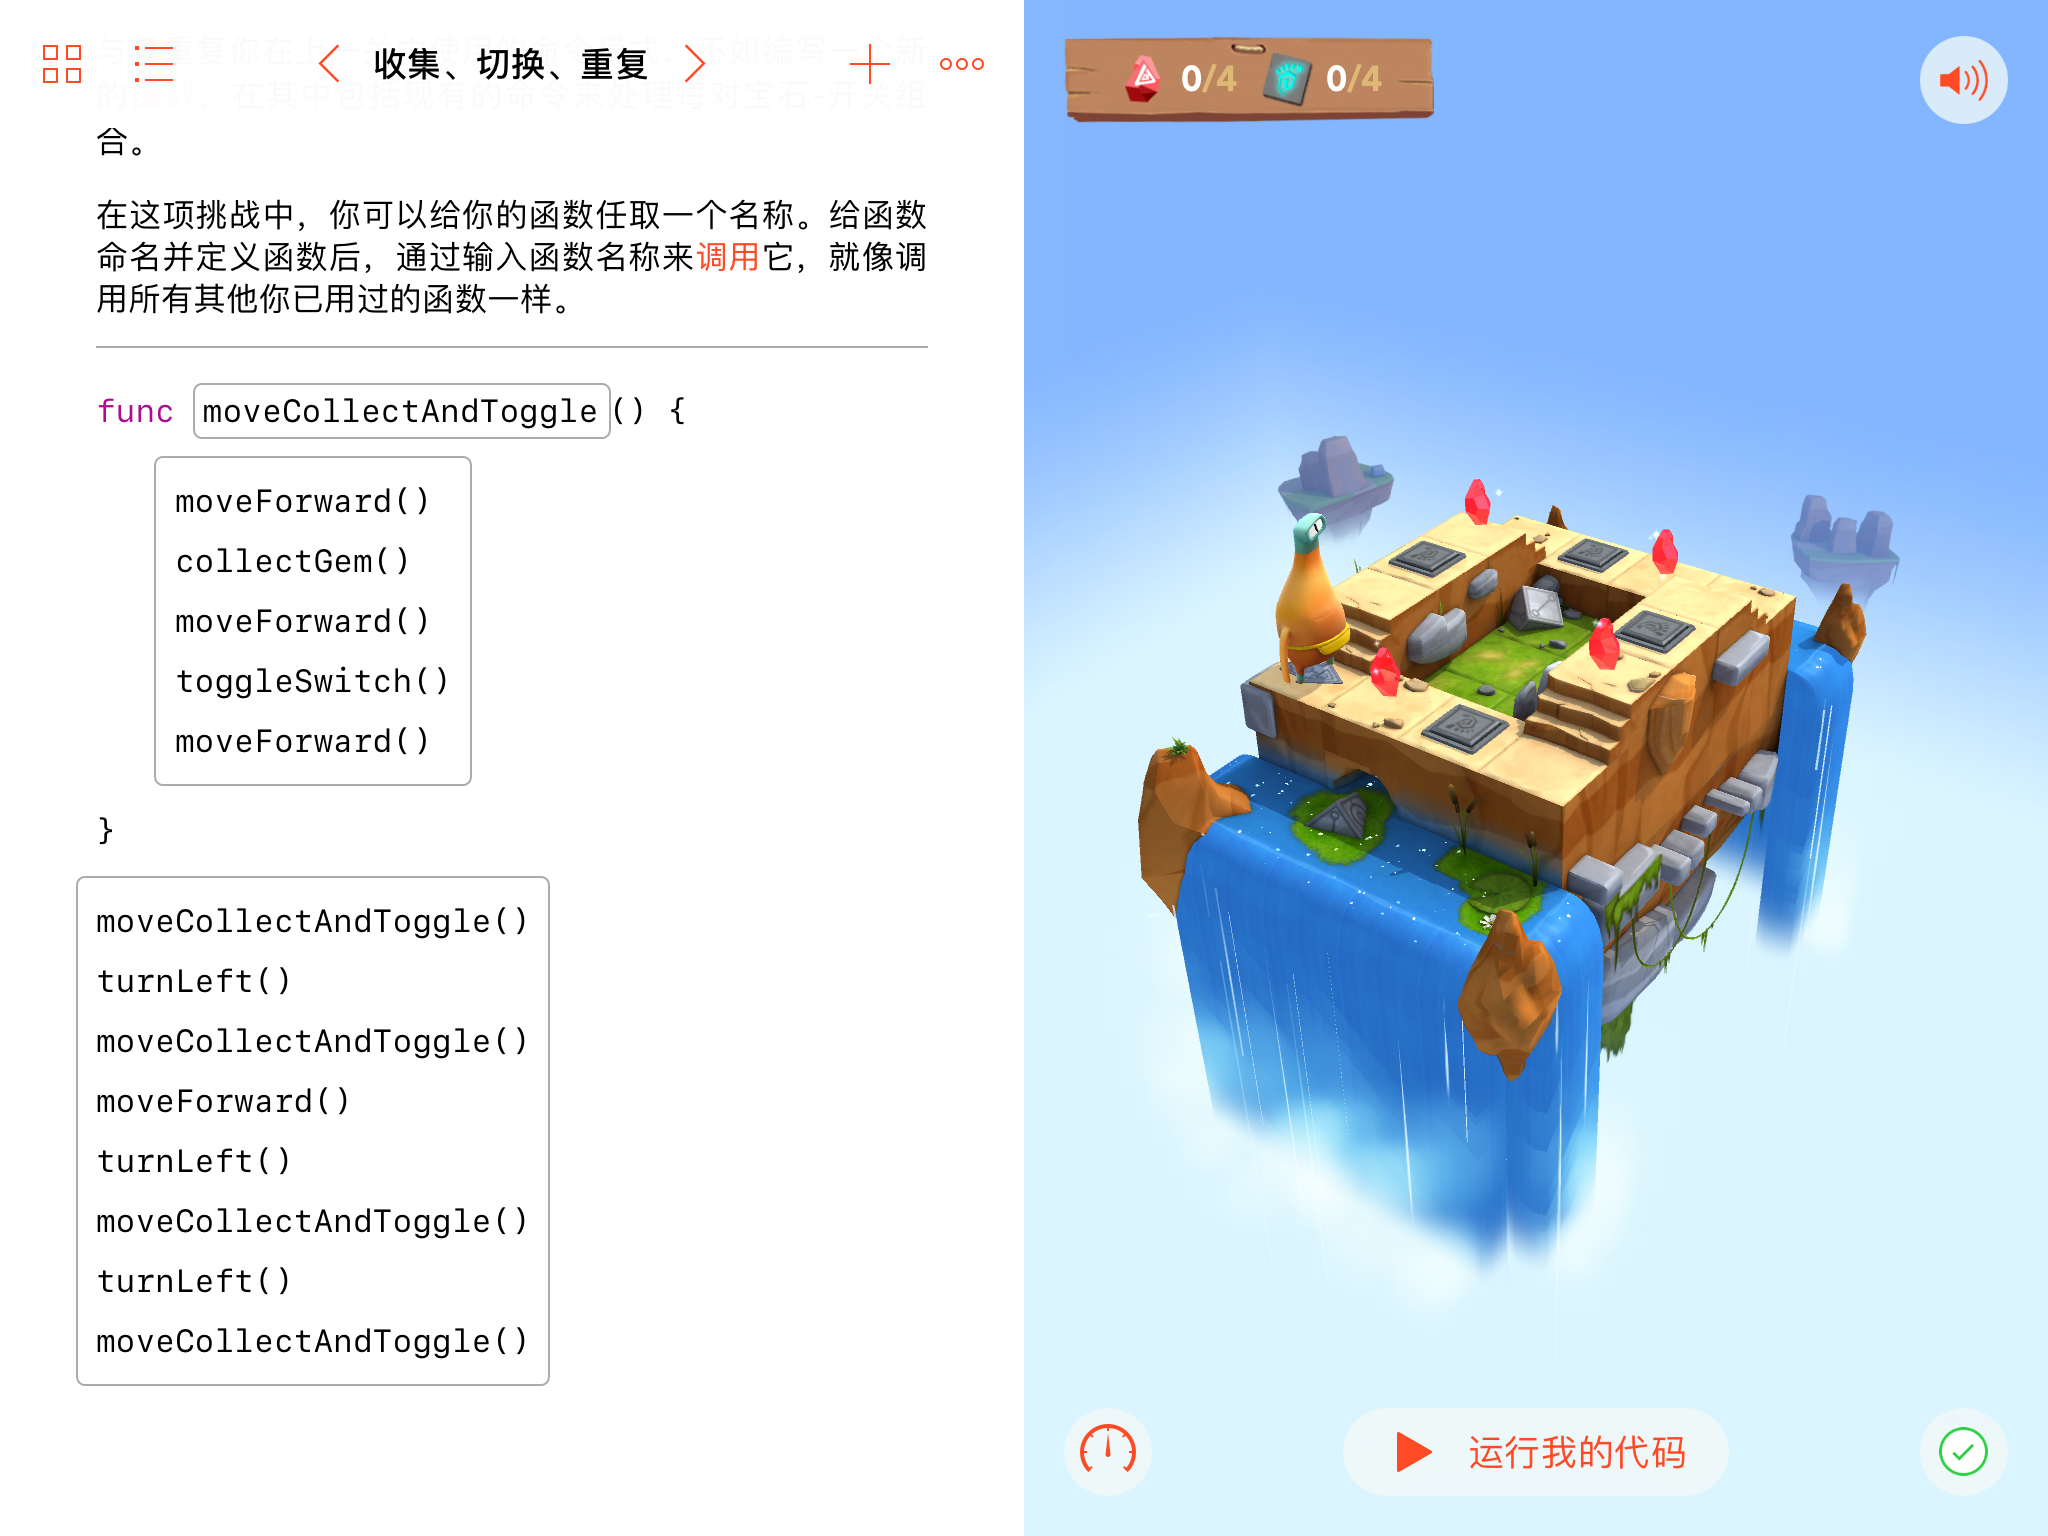 收集、切换、重复
合。
在这项挑战中，你可以给你的函数任取一个名称。给函数
命名并定义函数后，通过输入函数名称来调用它，就像调
用所有其他你已用过的函数一样。
func moveCollectAndToggle() {
moveForward()
collectGem()
moveForward()
toggleSwitch()
moveForward()
}
moveCollectAndToggle()
turnLeft()
moveCollectAndToggle()
moveForward()
turnLeft()
moveCollectAndToggle()
turnLeft()
moveCollectAndToggle()
0/4 0/4
运行我的代码